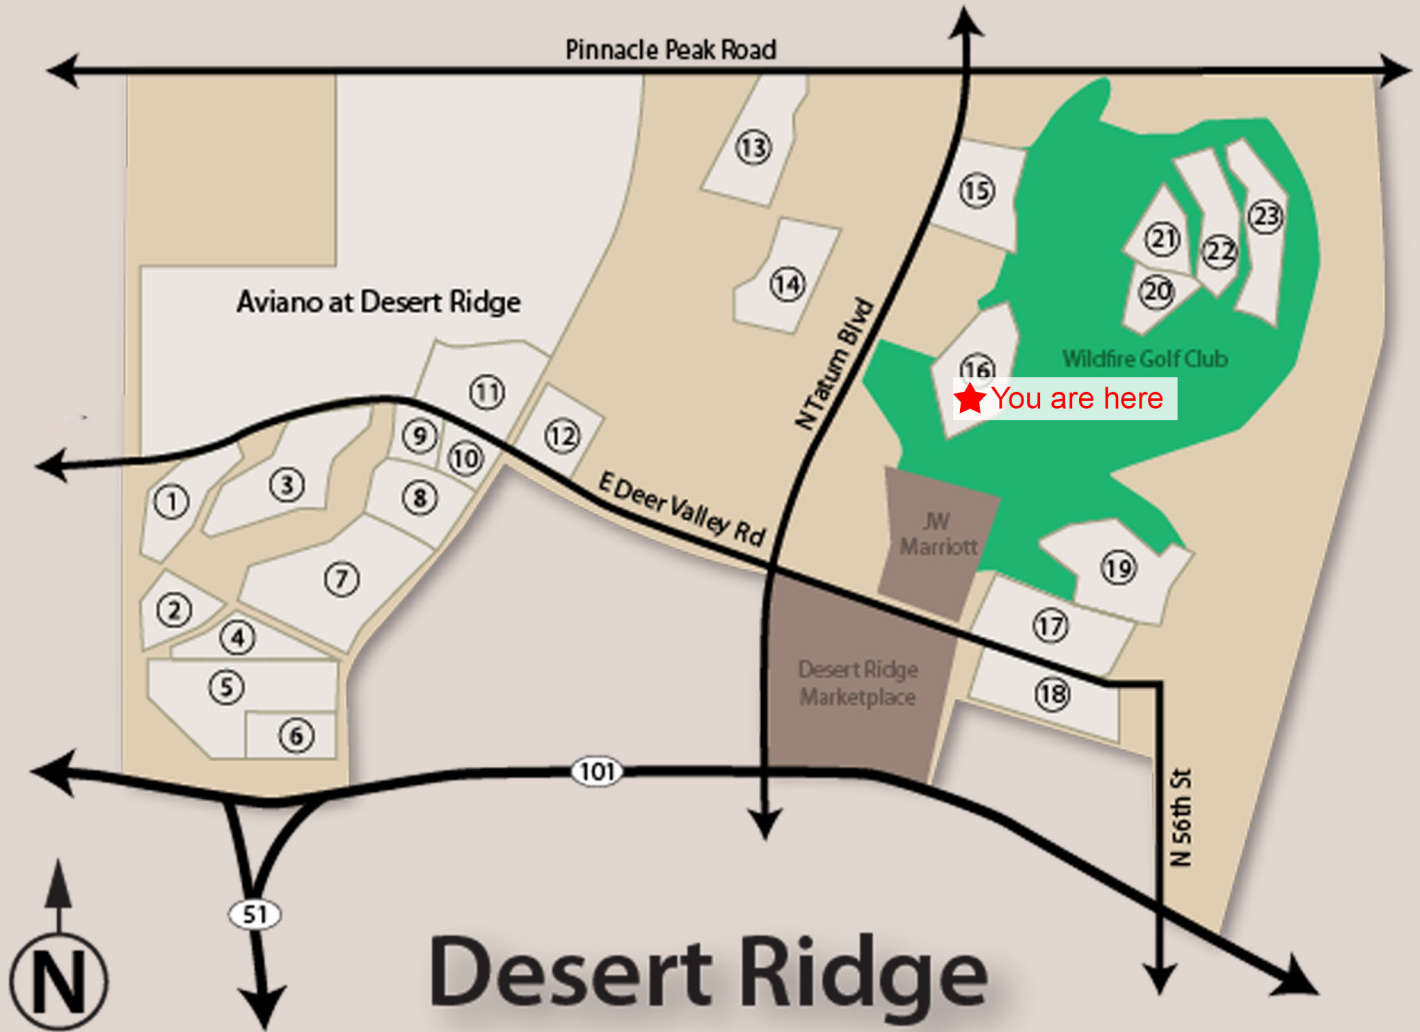 Pinnacle Peak Road
13
15
21
22
23
14
20
Aviano at Desert Ridge
N Tatum Blvd
Wildfire Golf Club
16
You are here
11
9
10
12
1
3
8
E Deer Valley Rd
JW
Marriott
7
19
2
4
17
5
6
Desert Ridge
Marketplace
18
101
N 56th St
51
N
Desert Ridge